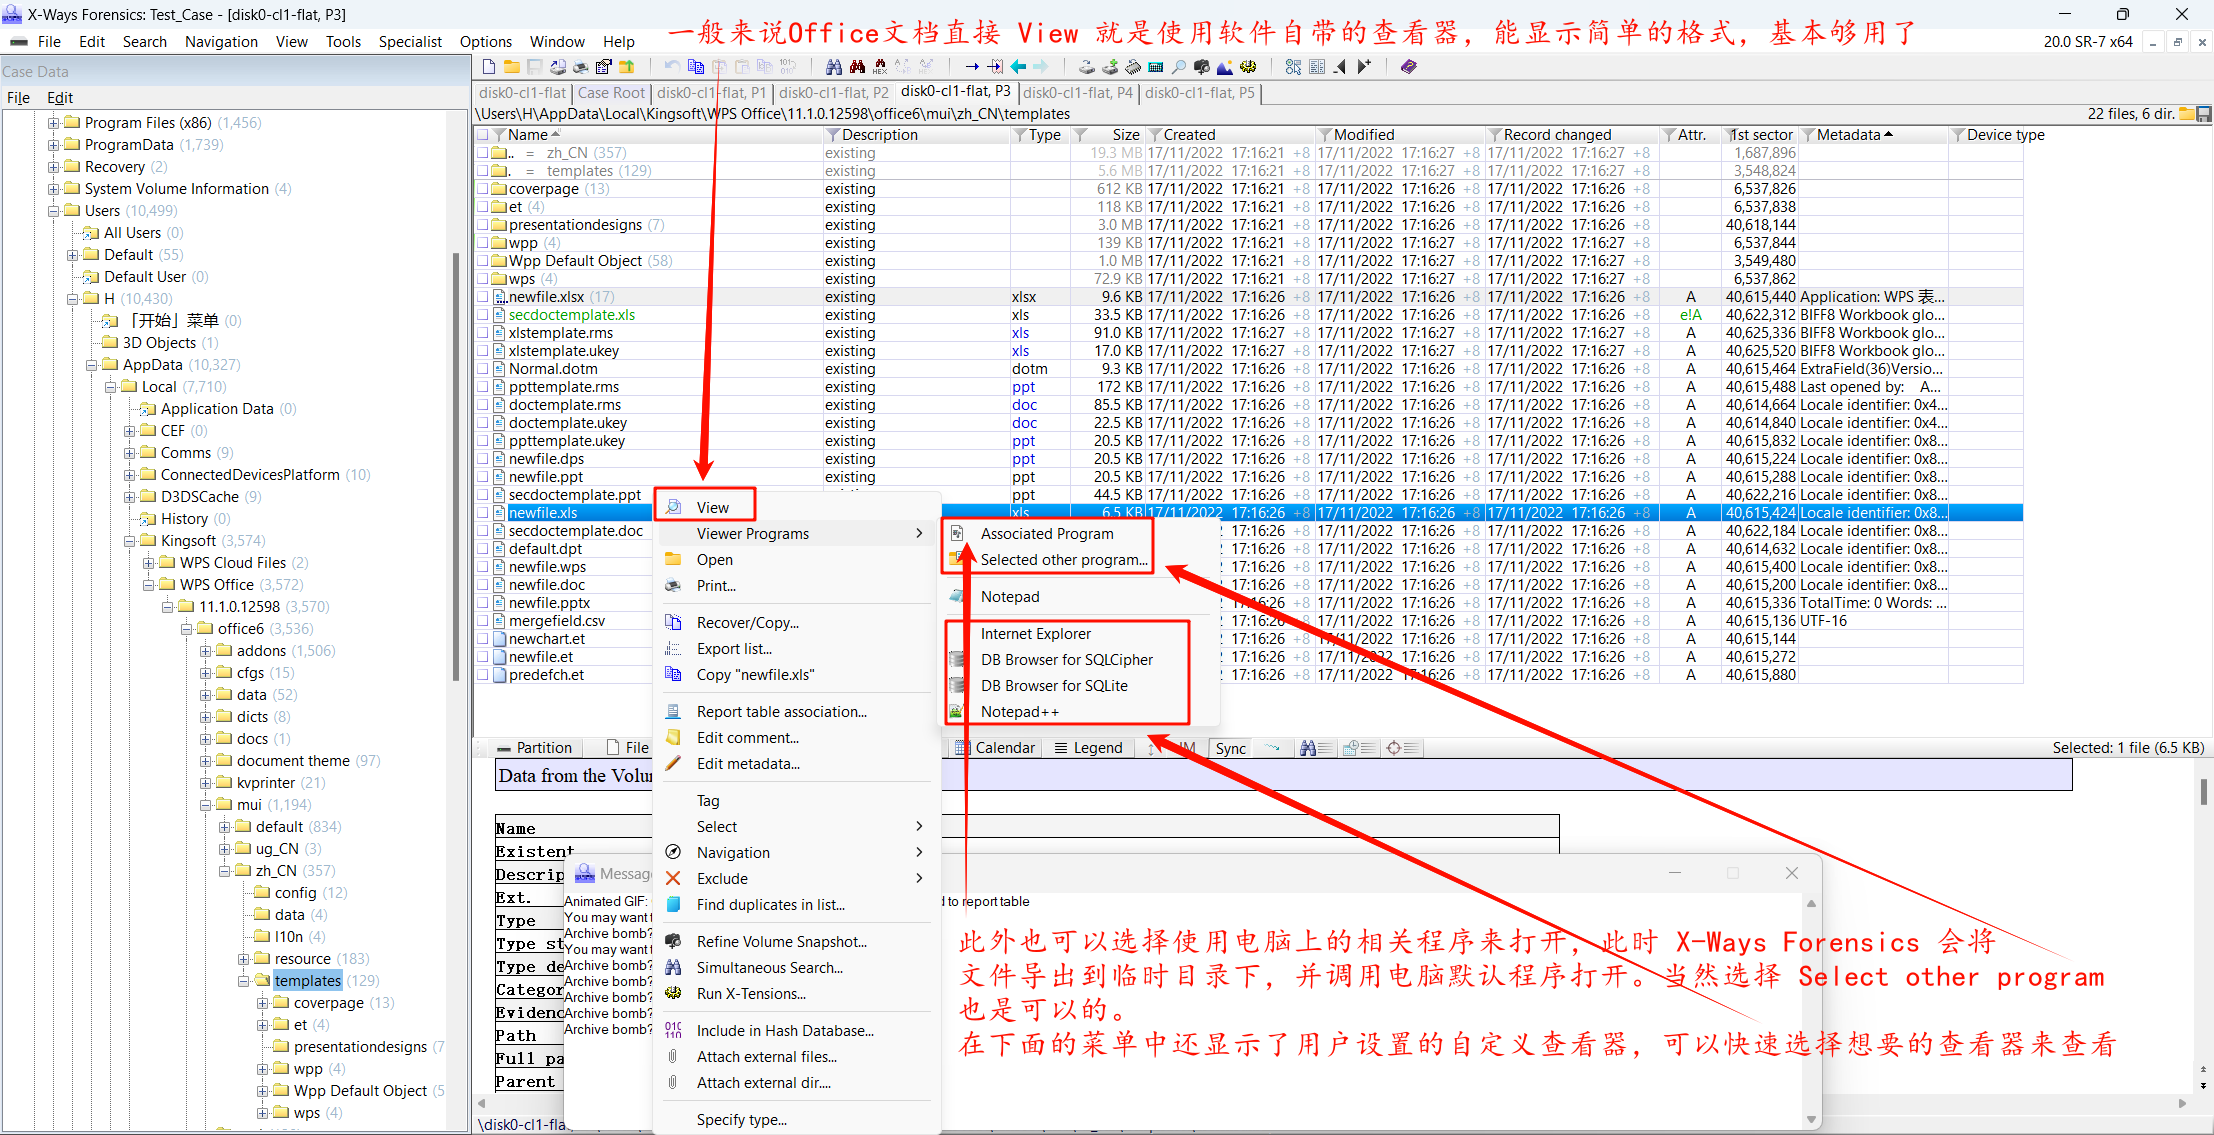 X-Ways Forensics: Test_Case - [disk0-cl1-flat, P3]
File Edit Search Navigation View Tools Specialist Options Window Help
20.0 SR-7 x64
一般来说Office文档直接 View 就是使用软件自带的查看器，能显示简单的格式，基本够用了
Case Data
File Edit
Program Files (x86) (1,456)
ProgramData (1,739)
Recovery (2)
System Volume Information (4)
Users (10,499)
All Users (0)
Default (55)
Default User (0)
H (10,430)
「开始」菜单 (0)
3D Objects (1)
AppData (10,327)
Local (7,710)
Application Data (0)
CEF (0)
Comms (9)
ConnectedDevicesPlatform (10)
D3DSCache (9)
History (0)
Kingsoft (3,574)
WPS Cloud Files (2)
WPS Office (3,572)
11.1.0.12598 (3,570)
office6 (3,536)
addons (1,506)
cfgs (15)
data (52)
dicts (8)
docs (1)
document theme (97)
kvprinter (21)
mui (1,194)
default (834)
ug_CN (3)
zh_CN (357)
config (12)
data (4)
l10n (4)
resource (183)
templates (129)
coverpage (13)
et (4)
presentationdesigns (7
wpp (4)
Wpp Default Object (5
wps (4)
disk0-cl1-flat Case Root disk0-cl1-flat, P1 disk0-cl1-flat, P2 disk0-cl1-flat, P3 disk0-cl1-flat, P4 disk0-cl1-flat, P5
\Users\H\AppData\Local\Kingsoft\WPS Office\11.1.0.12598\office6\mui\zh_CN\templates
22 files, 6 dir.
Name Description Type Size Created Modified Record changed Attr. 1st sector Metadata Device type
.. = zh_CN (357) existing 19.3 MB 17/11/2022 17:16:21 +8 17/11/2022 17:16:27 +8 17/11/2022 17:16:27 +8 1,687,896
. = templates (129) existing 5.6 MB 17/11/2022 17:16:21 +8 17/11/2022 17:16:27 +8 17/11/2022 17:16:27 +8 3,548,824
coverpage (13) existing 612 KB 17/11/2022 17:16:21 +8 17/11/2022 17:16:26 +8 17/11/2022 17:16:26 +8 6,537,826
et (4) existing 118 KB 17/11/2022 17:16:21 +8 17/11/2022 17:16:26 +8 17/11/2022 17:16:26 +8 6,537,838
presentationdesigns (7) existing 3.0 MB 17/11/2022 17:16:21 +8 17/11/2022 17:16:26 +8 17/11/2022 17:16:26 +8 40,618,144
wpp (4) existing 139 KB 17/11/2022 17:16:21 +8 17/11/2022 17:16:27 +8 17/11/2022 17:16:27 +8 6,537,844
Wpp Default Object (58) existing 1.0 MB 17/11/2022 17:16:21 +8 17/11/2022 17:16:27 +8 17/11/2022 17:16:27 +8 3,549,480
wps (4) existing 72.9 KB 17/11/2022 17:16:21 +8 17/11/2022 17:16:27 +8 17/11/2022 17:16:27 +8 6,537,862
newfile.xlsx (17) existing xlsx 9.6 KB 17/11/2022 17:16:26 +8 17/11/2022 17:16:26 +8 17/11/2022 17:16:26 +8 A 40,615,440 Application: WPS 表...
secdoctemplate.xls existing xls 33.5 KB 17/11/2022 17:16:26 +8 17/11/2022 17:16:26 +8 17/11/2022 17:16:26 +8 e!A 40,622,312 BIFF8 Workbook glo...
xlstemplate.rms existing xls 91.0 KB 17/11/2022 17:16:27 +8 17/11/2022 17:16:27 +8 17/11/2022 17:16:27 +8 A 40,625,336 BIFF8 Workbook glo...
xlstemplate.ukey existing xls 17.0 KB 17/11/2022 17:16:27 +8 17/11/2022 17:16:27 +8 17/11/2022 17:16:27 +8 A 40,625,520 BIFF8 Workbook glo...
Normal.dotm existing dotm 9.3 KB 17/11/2022 17:16:26 +8 17/11/2022 17:16:26 +8 17/11/2022 17:16:26 +8 A 40,615,464 ExtraField(36)Versio...
ppttemplate.rms existing ppt 172 KB 17/11/2022 17:16:26 +8 17/11/2022 17:16:26 +8 17/11/2022 17:16:26 +8 A 40,615,488 Last opened by: A...
doctemplate.rms existing doc 85.5 KB 17/11/2022 17:16:26 +8 17/11/2022 17:16:26 +8 17/11/2022 17:16:26 +8 A 40,614,664 Locale identifier: 0x4...
doctemplate.ukey existing doc 22.5 KB 17/11/2022 17:16:26 +8 17/11/2022 17:16:26 +8 17/11/2022 17:16:26 +8 A 40,614,840 Locale identifier: 0x4...
ppttemplate.ukey existing ppt 20.5 KB 17/11/2022 17:16:26 +8 17/11/2022 17:16:26 +8 17/11/2022 17:16:26 +8 A 40,615,832 Locale identifier: 0x8...
newfile.dps existing ppt 20.5 KB 17/11/2022 17:16:26 +8 17/11/2022 17:16:26 +8 17/11/2022 17:16:26 +8 A 40,615,224 Locale identifier: 0x8...
newfile.ppt existing ppt 20.5 KB 17/11/2022 17:16:26 +8 17/11/2022 17:16:26 +8 17/11/2022 17:16:26 +8 A 40,615,288 Locale identifier: 0x8...
secdoctemplate.ppt ppt 44.5 KB 17/11/2022 17:16:26 +8 17/11/2022 17:16:26 +8 17/11/2022 17:16:26 +8 A 40,622,216 Locale identifier: 0x8...
newfile.xls xls 6.5 KB 17/11/2022 17:16:26 +8 17/11/2022 17:16:26 +8 17/11/2022 17:16:26 +8 A 40,615,424 Locale identifier: 0x8...
secdoctemplate.doc 17:16:26 +8 17/11/2022 17:16:26 +8 17/11/2022 17:16:26 +8 A 40,622,184 Locale identifier: 0x8...
default.dpt 17:16:26 +8 17/11/2022 17:16:26 +8 17/11/2022 17:16:26 +8 A 40,614,632 Locale identifier: 0x8...
newfile.wps 17:16:26 +8 17/11/2022 17:16:26 +8 17/11/2022 17:16:26 +8 A 40,615,400 Locale identifier: 0x8...
newfile.doc 17:16:26 +8 17/11/2022 17:16:26 +8 17/11/2022 17:16:26 +8 A 40,615,200 Locale identifier: 0x8...
newfile.pptx 17:16:26 +8 17/11/2022 17:16:26 +8 17/11/2022 17:16:26 +8 A 40,615,336 TotalTime: 0 Words: ...
mergefield.csv 17:16:26 +8 17/11/2022 17:16:26 +8 17/11/2022 17:16:26 +8 A 40,615,136 UTF-16
newchart.et 17:16:26 +8 17/11/2022 17:16:26 +8 17/11/2022 17:16:26 +8 A 40,615,144
newfile.et 17:16:26 +8 17/11/2022 17:16:26 +8 17/11/2022 17:16:26 +8 A 40,615,272
predefch.et 17:16:26 +8 17/11/2022 17:16:26 +8 17/11/2022 17:16:26 +8 A 40,615,880
View
Viewer Programs
Open
Print...
Recover/Copy...
Export list...
Copy "newfile.xls"
Report table association...
Edit comment...
Edit metadata...
Tag
Select
Navigation
Exclude
Find duplicates in list...
Refine Volume Snapshot...
Simultaneous Search...
Run X-Tensions...
Include in Hash Database...
Attach external files...
Attach external dir....
Specify type...
Associated Program
Selected other program...
Notepad
Internet Explorer
DB Browser for SQLCipher
DB Browser for SQLite
Notepad++
Partition File Calendar Legend Sync
Selected: 1 file (6.5 KB)
Data from the Volu
Name
Existent
Descrip
Ext.
Type
Type st
Type de
Categor
Evidenc
Path
Full pa
Parent
Messag
Animated GIF: d to report table
You may want t
Archive bomb?
You may want t
Archive bomb?
Archive bomb?
Archive bomb?
Archive bomb?
Archive bomb?
此外也可以选择使用电脑上的相关程序来打开，此时 X-Ways Forensics 会将
文件导出到临时目录下，并调用电脑默认程序打开。当然选择 Select other program
也是可以的。
在下面的菜单中还显示了用户设置的自定义查看器，可以快速选择想要的查看器来查看
\disk0-cl1-flat